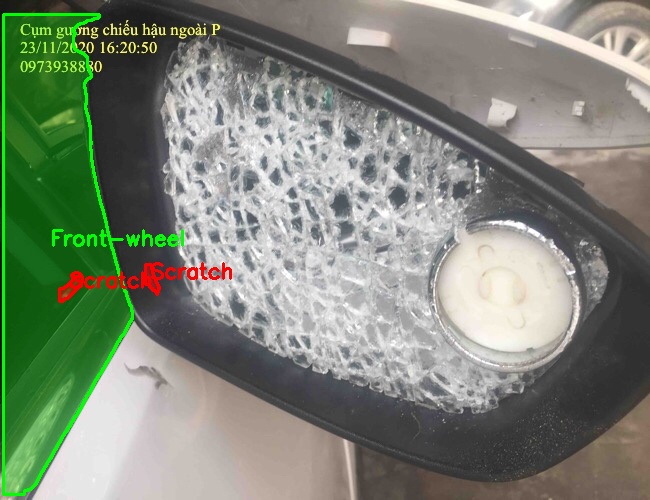 Cụm gương chiếu hậu ngoài P
23/11/2020 16:20:50
0973938830
Front-wheel
Scratch
Scratch